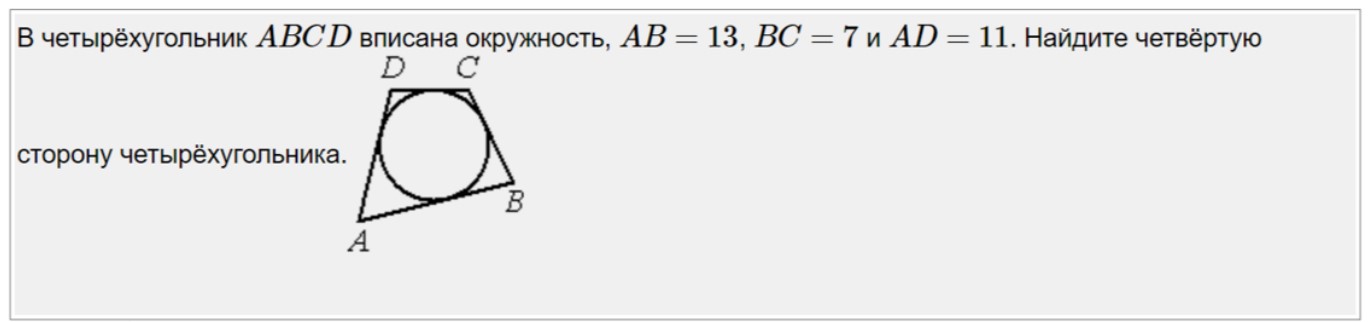 В четырёхугольник ABCD вписана окружность, AB = 13, BC = 7 и AD = 11. Найдите четвёртую
D C
сторону четырёхугольника.
B
A